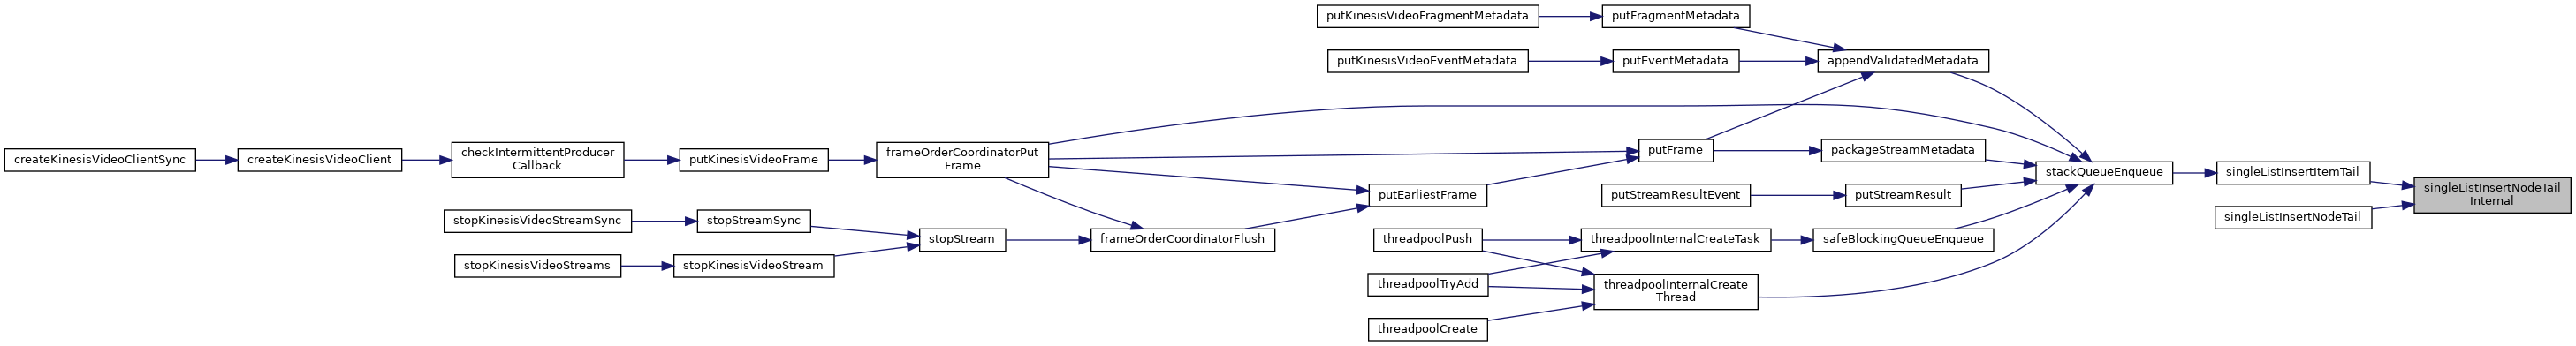 putKinesisVideoFragmentMetadata
putFragmentMetadata
putKinesisVideoEventMetadata
putEventMetadata
appendValidatedMetadata
createKinesisVideoClientSync
createKinesisVideoClient
checkIntermittentProducer
Callback
putKinesisVideoFrame
frameOrderCoordinatorPut
Frame
putFrame
packageStreamMetadata
stackQueueEnqueue
singleListInsertItemTail
singleListInsertNodeTail
Internal
putEarliestFrame
putStreamResultEvent
putStreamResult
singleListInsertNodeTail
stopKinesisVideoStreamSync
stopStreamSync
stopStream
frameOrderCoordinatorFlush
threadpoolPush
threadpoolInternalCreateTask
safeBlockingQueueEnqueue
stopKinesisVideoStreams
stopKinesisVideoStream
threadpoolTryAdd
threadpoolInternalCreate
Thread
threadpoolCreate